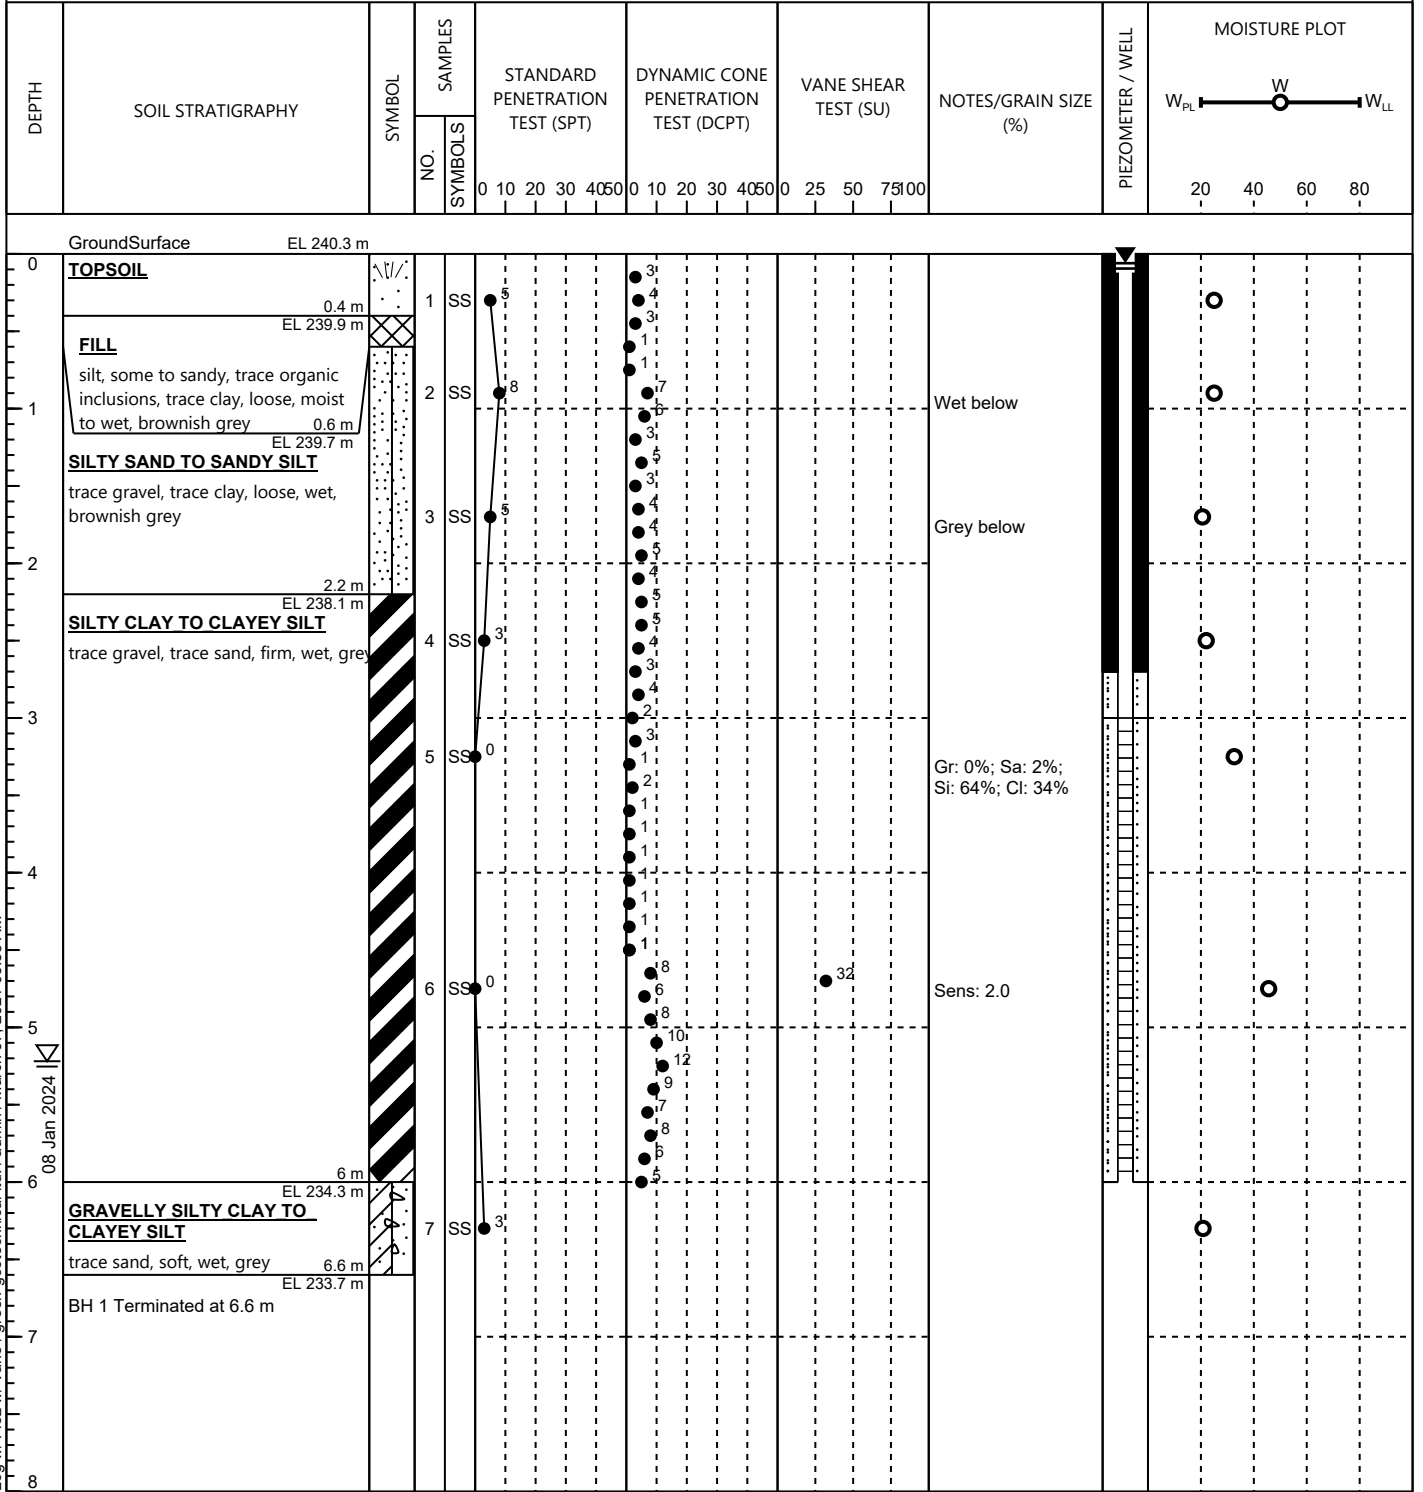 DEPTH
SOIL STRATIGRAPHY
SYMBOL
SAMPLES
NO.
SYMBOLS
STANDARD
PENETRATION
TEST (SPT)
0 10 20 30 40 50
DYNAMIC CONE
PENETRATION
TEST (DCPT)
0 10 20 30 40 50
VANE SHEAR
TEST (SU)
0 25 50 75 100
NOTES/GRAIN SIZE
(%)
PIEZOMETER / WELL
MOISTURE PLOT
W
WPL WLL
20 40 60 80
GroundSurface EL 240.3 m
TOPSOIL
0.4 m
EL 239.9 m
FILL
silt, some to sandy, trace organic
inclusions, trace clay, loose, moist
to wet, brownish grey 0.6 m
EL 239.7 m
SILTY SAND TO SANDY SILT
trace gravel, trace clay, loose, wet,
brownish grey
2.2 m
EL 238.1 m
SILTY CLAY TO CLAYEY SILT
trace gravel, trace sand, firm, wet, grey
6 m
EL 234.3 m
GRAVELLY SILTY CLAY TO
CLAYEY SILT
trace sand, soft, wet, grey 6.6 m
EL 233.7 m
BH 1 Terminated at 6.6 m
0
1
2
3
4
5
6
7
8
08 Jan 2024
1 SS 5
2 SS 8
3 SS 5
4 SS 3
5 SS 0
6 SS 0
7 SS 3
3
4
3
1
1
7
6
3
5
3
4
4
5
4
5
5
4
3
4
2
3
1
2
1
1
1
1
1
1
1
8
6
8
10
12
9
7
8
6
5
32
Wet below
Grey below
Gr: 0%; Sa: 2%;
Si: 64%; Cl: 34%
Sens: 2.0